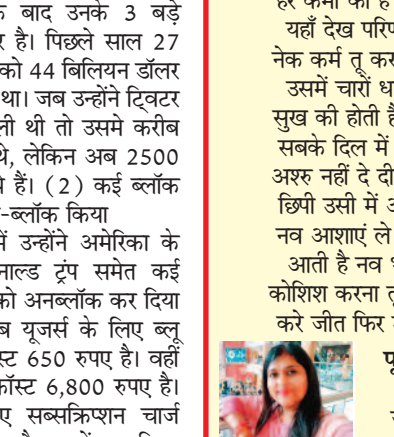 के बाद उनके 3 बड़े
है। पिछले साल 27
को 44 बिलियन डॉलर
था। जब उन्होंने ट्विटर
ली थी तो उसमे करीब
थे, लेकिन अब 2500
हैं। (2) कई ब्लॉक
-ब्लॉक किया
में उन्होंने अमेरिका के
नाल्ड ट्रंप समेत कई
को अनब्लॉक कर दिया
ब यूजर्स के लिए ब्लू
स्ट 650 रुपए है। वहीं
कॉस्ट 6,800 रुपए है।
ए सब्सक्रिप्शन चार्ज
यहाँ देख परिण
नेक कर्म तू कर
उसमें चारों ध
सुख की होती है
सबके दिल में
अश्रु नहीं दे दी
छिपी उसी में
नव आशाएं ले
आती है नव
कोशिश करना तू
करे जीत फिर